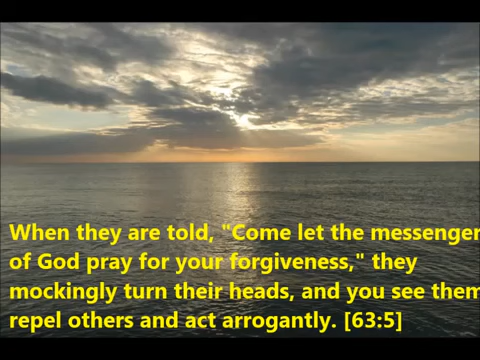 When they are told, "Come let the messenger
of God pray for your forgiveness," they
mockingly turn their heads, and you see them
repel others and act arrogantly. [63:5]